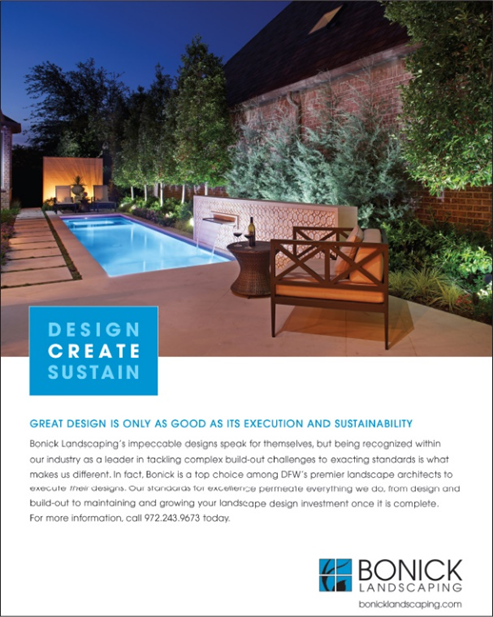 DESIGN
CREATE
SUSTAIN
GREAT DESIGN IS ONLY AS GOOD AS ITS EXECUTION AND SUSTAINABILITY
Bonick Landscaping's impeccable designs speak for themselves, but being recognized within
our industry as a leader in tackling complex build-out challenges to exacting standards is what
makes us different. In fact, Bonick is a top choice among DFW's premier landscape architects to
execute their designs. Our standards for excellence permeate everything we do, from design and
build-out to maintaining and growing your landscape design investment once it is complete.
For more information, call 972.243.9673 today.
BONICK
LANDSCAPING
bonicklandscaping.com